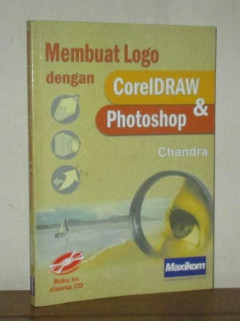 Membuat Logo
dengan
CorelDRAW
&
Photoshop
Chandra
Buku ini
disertai CD
Maxikom